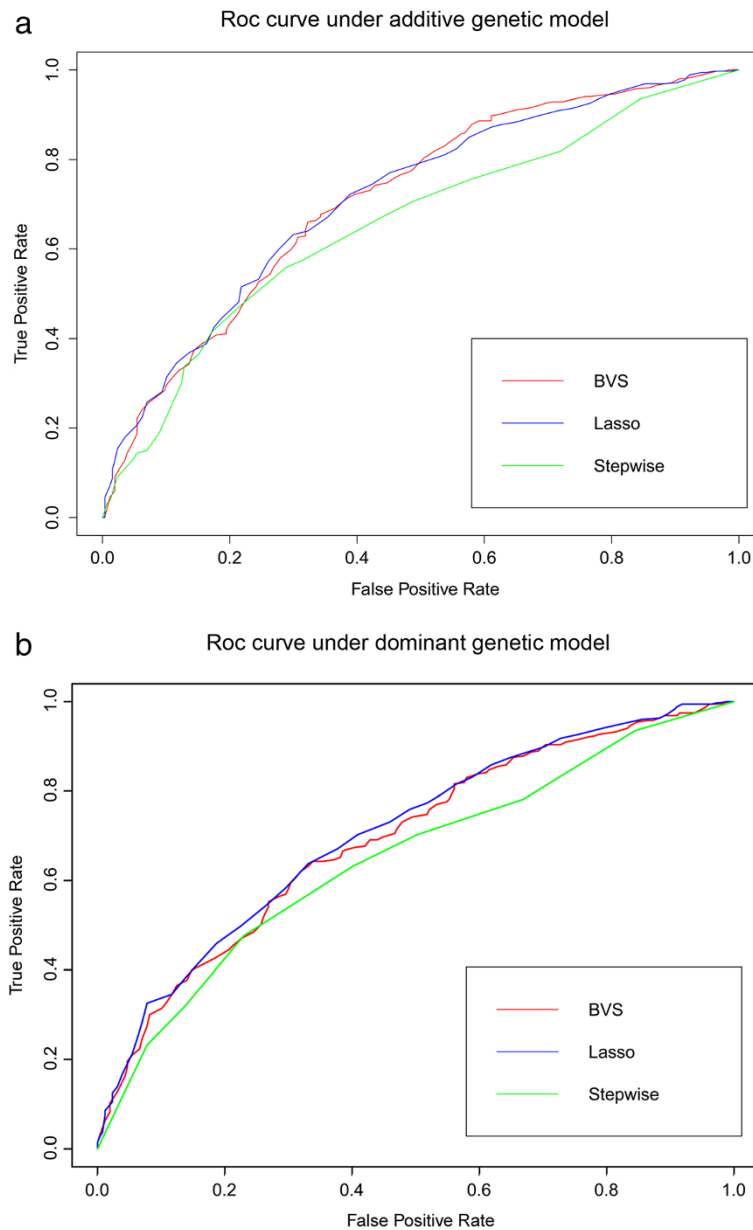 a
Roc curve under additive genetic model
True Positive Rate
1.0
0.8
0.6
0.4
0.2
0.0
BVS
Lasso
Stepwise
0.0 0.2 0.4 0.6 0.8 1.0
False Positive Rate
b
Roc curve under dominant genetic model
True Positive Rate
1.0
0.8
0.6
0.4
0.2
0.0
BVS
Lasso
Stepwise
0.0 0.2 0.4 0.6 0.8 1.0
False Positive Rate